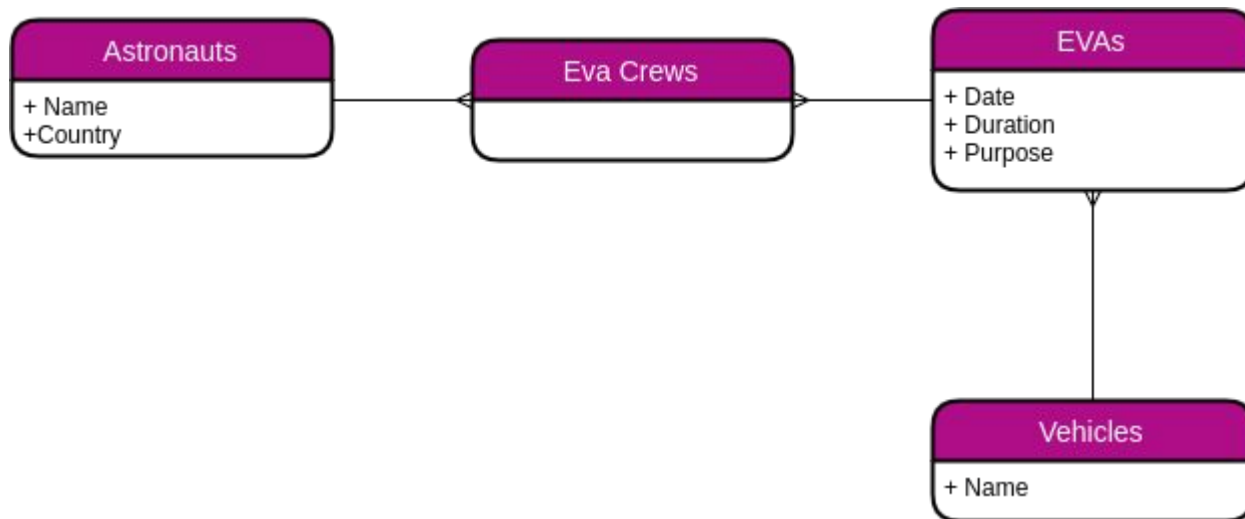 Astronauts
+ Name
+Country
Eva Crews
EVAs
+ Date
+ Duration
+ Purpose
Vehicles
+ Name